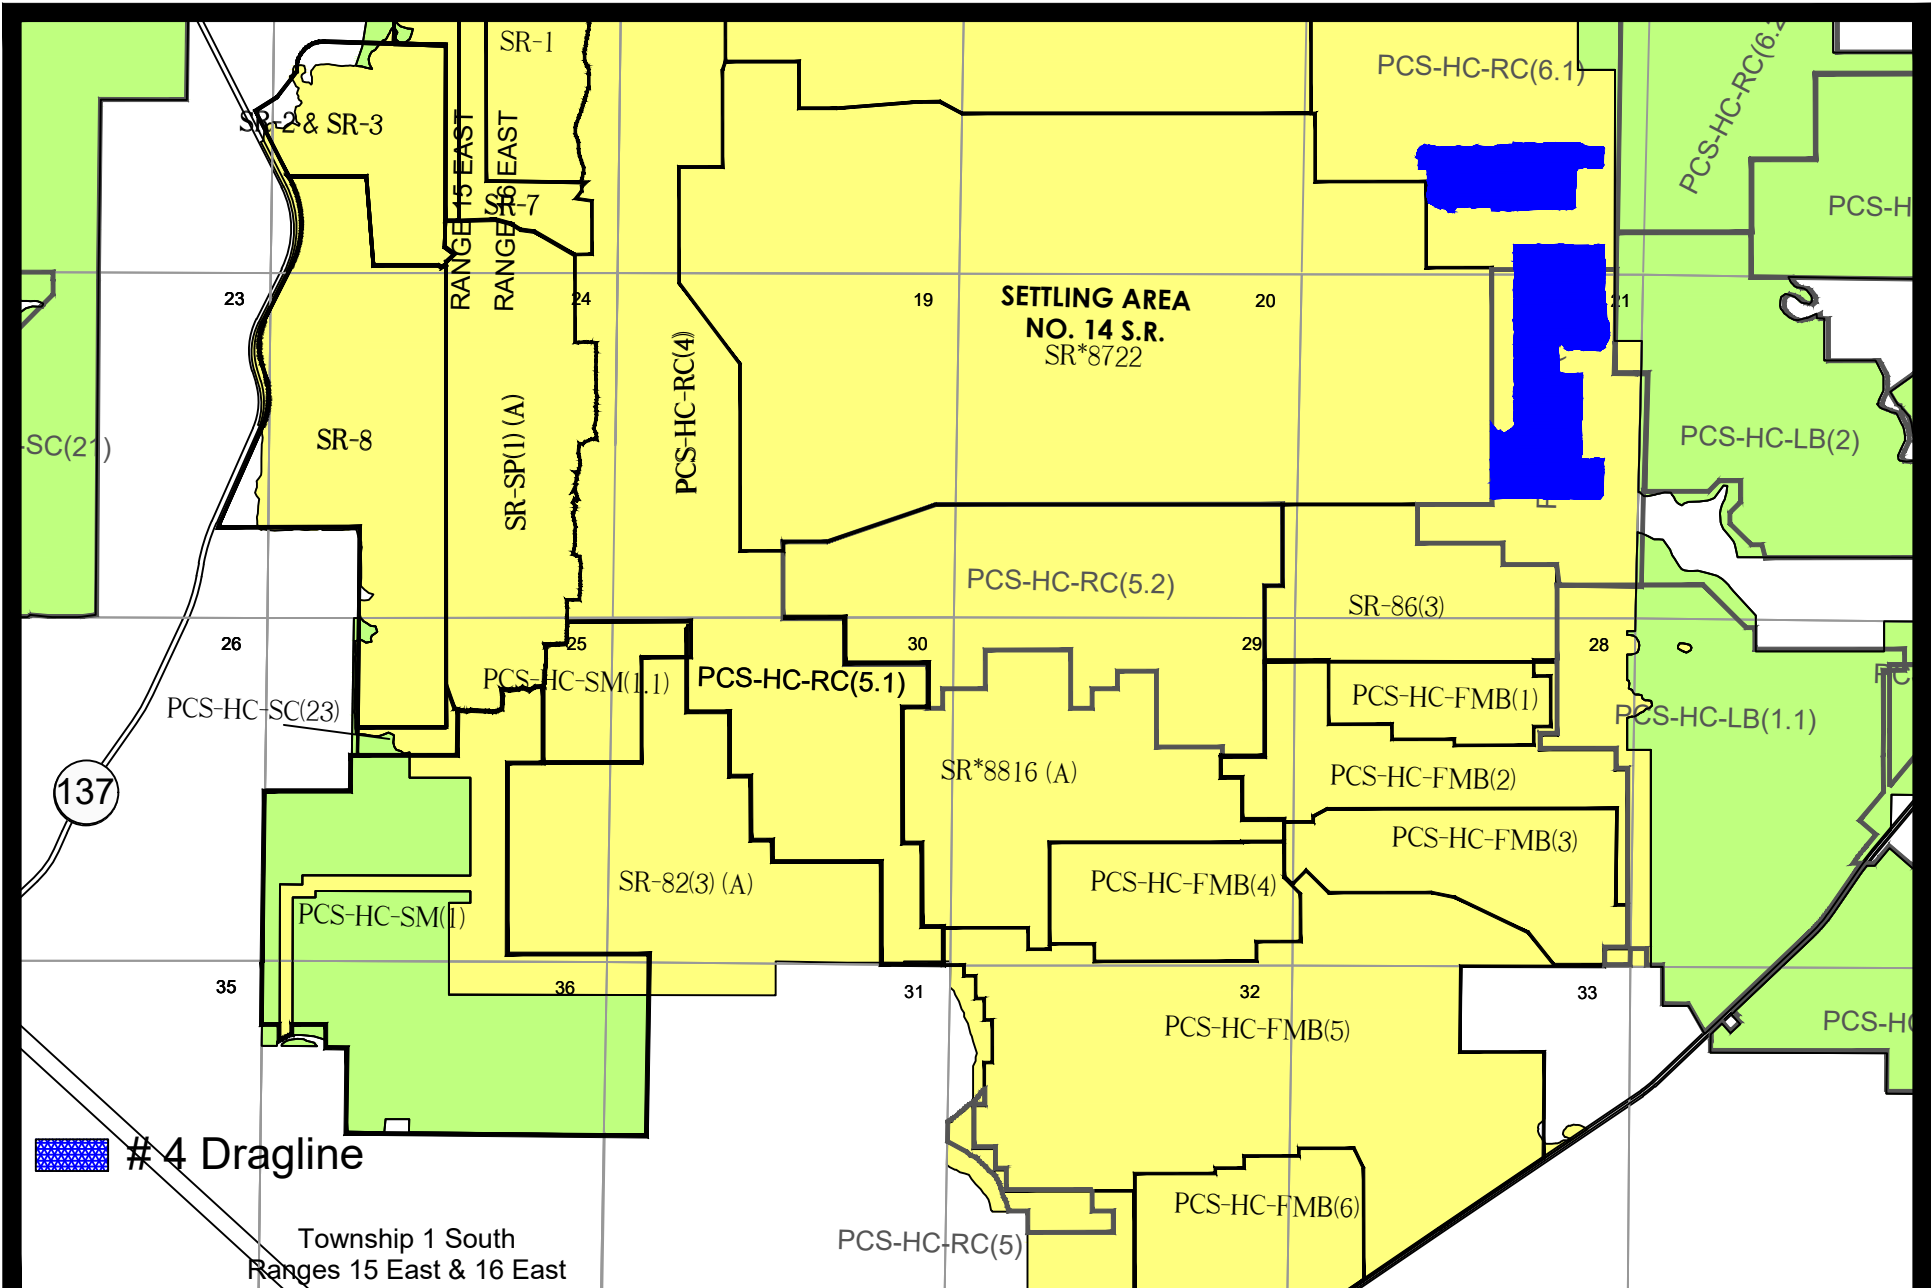 SR-1
PCS-HC-RC(6.1)
PCS-HC-RC(6.2
SR-2 & SR-3
RANGE 15 EAST
RANGE 16 EAST
SR-7
PCS-H
23
24
19
SETTLING AREA
NO. 14 S.R.
SR*8722
20
21
PCS-HC-RC(4)
SR-8
SR-SP(1) (A)
-SC(21)
PCS-HC-LB(2)
PCS-HC-RC(5.2)
SR-86(3)
26
25
30
29
28
PCS-HC-SM(1.1)
PCS-HC-RC(5.1)
PCS-HC-FMB(1)
PCS-HC-SC(23)
PCS-HC-LB(1.1)
SR*8816 (A)
PCS-HC-FMB(2)
137
PCS-HC-FMB(3)
SR-82(3) (A)
PCS-HC-FMB(4)
PCS-HC-SM(1)
35
36
31
32
33
PCS-HC-FMB(5)
PCS-HC
# 4 Dragline
PCS-HC-FMB(6)
PCS-HC-RC(5)
Township 1 South
Ranges 15 East & 16 East